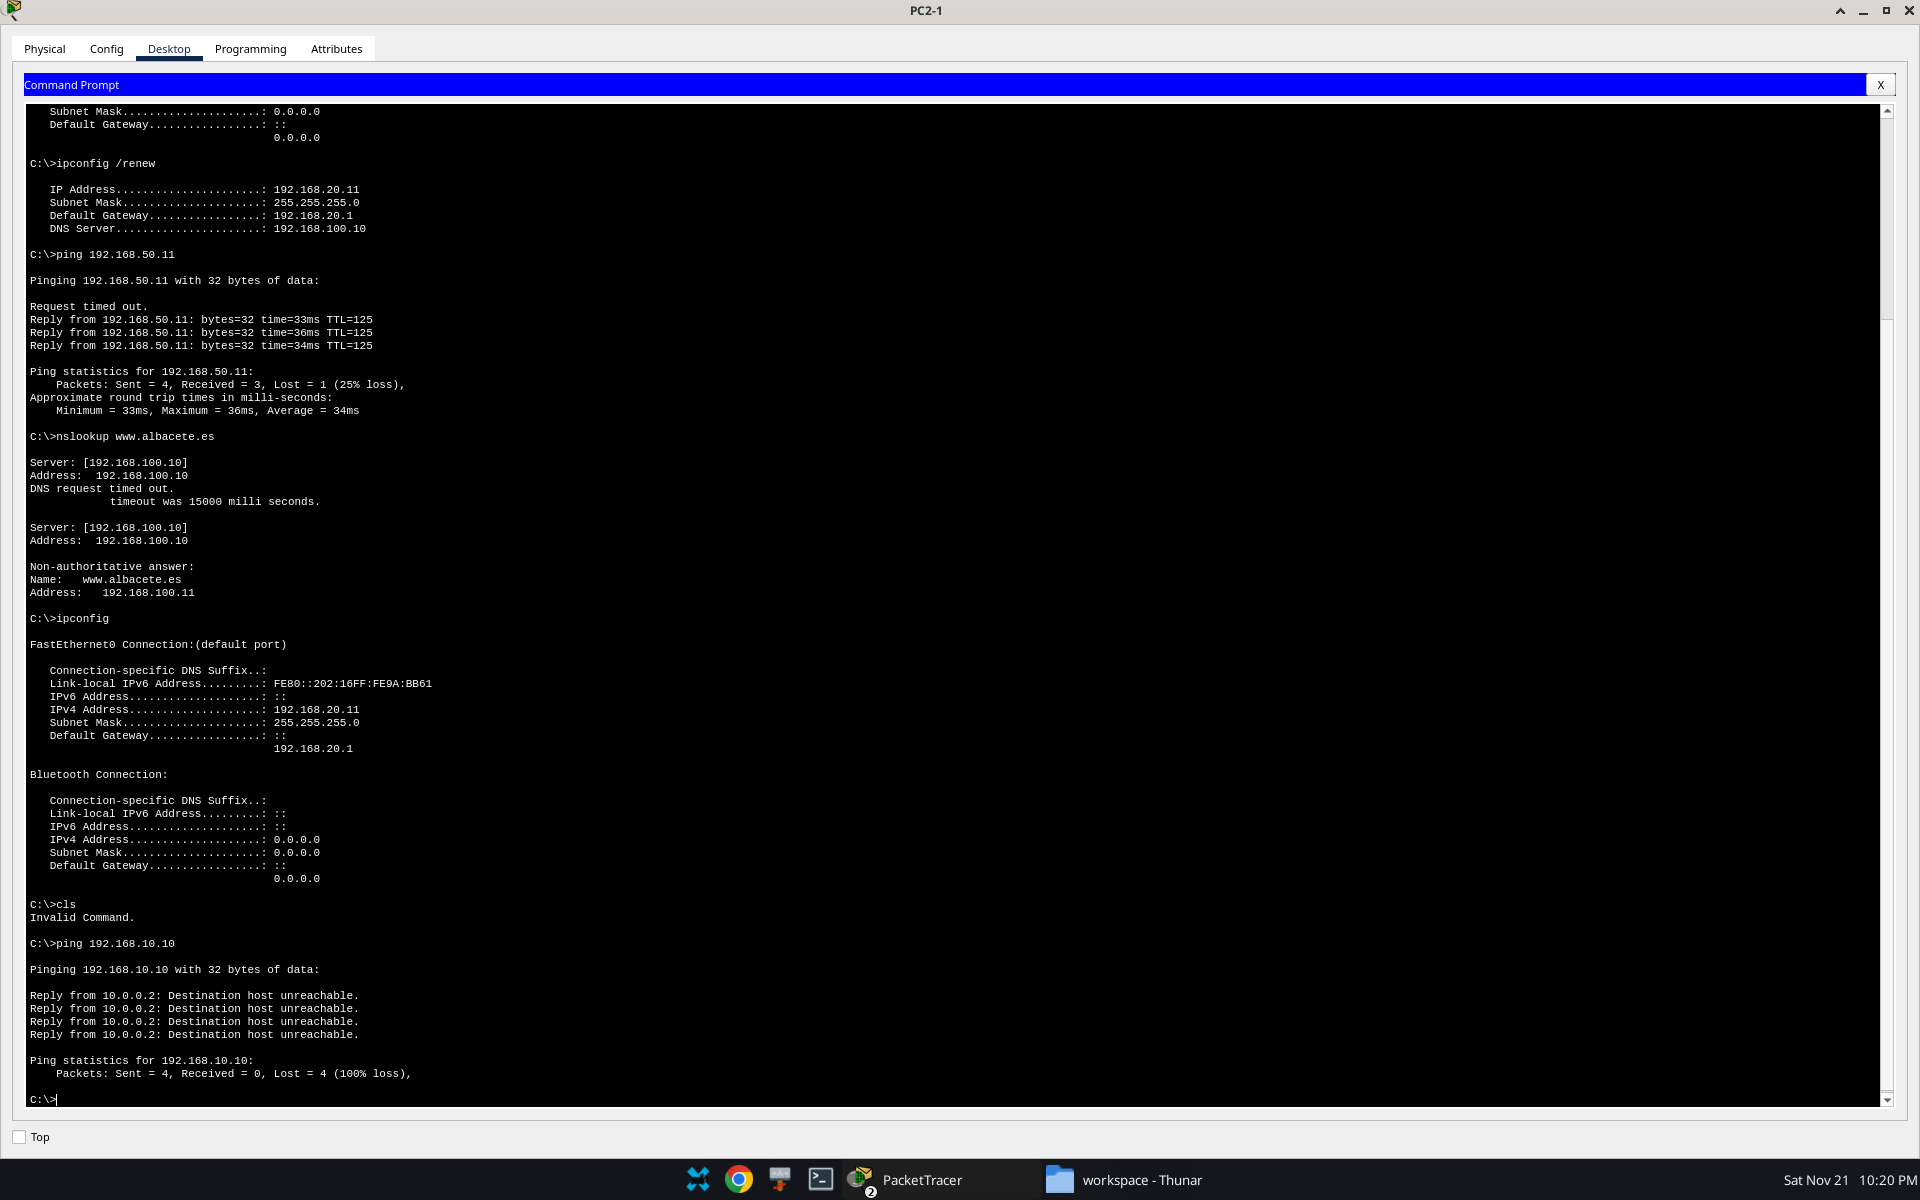 PC2-1
Physical Config Desktop Programming Attributes
Command Prompt X
Subnet Mask.....................: 0.0.0.0
Default Gateway.................: ::
0.0.0.0
C:\>ipconfig /renew
IP Address......................: 192.168.20.11
Subnet Mask.....................: 255.255.255.0
Default Gateway.................: 192.168.20.1
DNS Server......................: 192.168.100.10
C:\>ping 192.168.50.11
Pinging 192.168.50.11 with 32 bytes of data:
Request timed out.
Reply from 192.168.50.11: bytes=32 time=33ms TTL=125
Reply from 192.168.50.11: bytes=32 time=36ms TTL=125
Reply from 192.168.50.11: bytes=32 time=34ms TTL=125
Ping statistics for 192.168.50.11:
Packets: Sent = 4, Received = 3, Lost = 1 (25% loss),
Approximate round trip times in milli-seconds:
Minimum = 33ms, Maximum = 36ms, Average = 34ms
C:\>nslookup www.albacete.es
Server: [192.168.100.10]
Address:  192.168.100.10
DNS request timed out.
timeout was 15000 milli seconds.
Server: [192.168.100.10]
Address:  192.168.100.10
Non-authoritative answer:
Name:   www.albacete.es
Address:   192.168.100.11
C:\>ipconfig
FastEthernet0 Connection:(default port)
Connection-specific DNS Suffix..:
Link-local IPv6 Address.........: FE80::202:16FF:FE9A:BB61
IPv6 Address....................: ::
IPv4 Address....................: 192.168.20.11
Subnet Mask.....................: 255.255.255.0
Default Gateway.................: ::
192.168.20.1
Bluetooth Connection:
Connection-specific DNS Suffix..:
Link-local IPv6 Address.........: ::
IPv6 Address....................: ::
IPv4 Address....................: 0.0.0.0
Subnet Mask.....................: 0.0.0.0
Default Gateway.................: ::
0.0.0.0
C:\>cls
Invalid Command.
C:\>ping 192.168.10.10
Pinging 192.168.10.10 with 32 bytes of data:
Reply from 10.0.0.2: Destination host unreachable.
Reply from 10.0.0.2: Destination host unreachable.
Reply from 10.0.0.2: Destination host unreachable.
Reply from 10.0.0.2: Destination host unreachable.
Ping statistics for 192.168.10.10:
Packets: Sent = 4, Received = 0, Lost = 4 (100% loss),
C:\>
Top
2 PacketTracer workspace - Thunar Sat Nov 21 10:20 PM